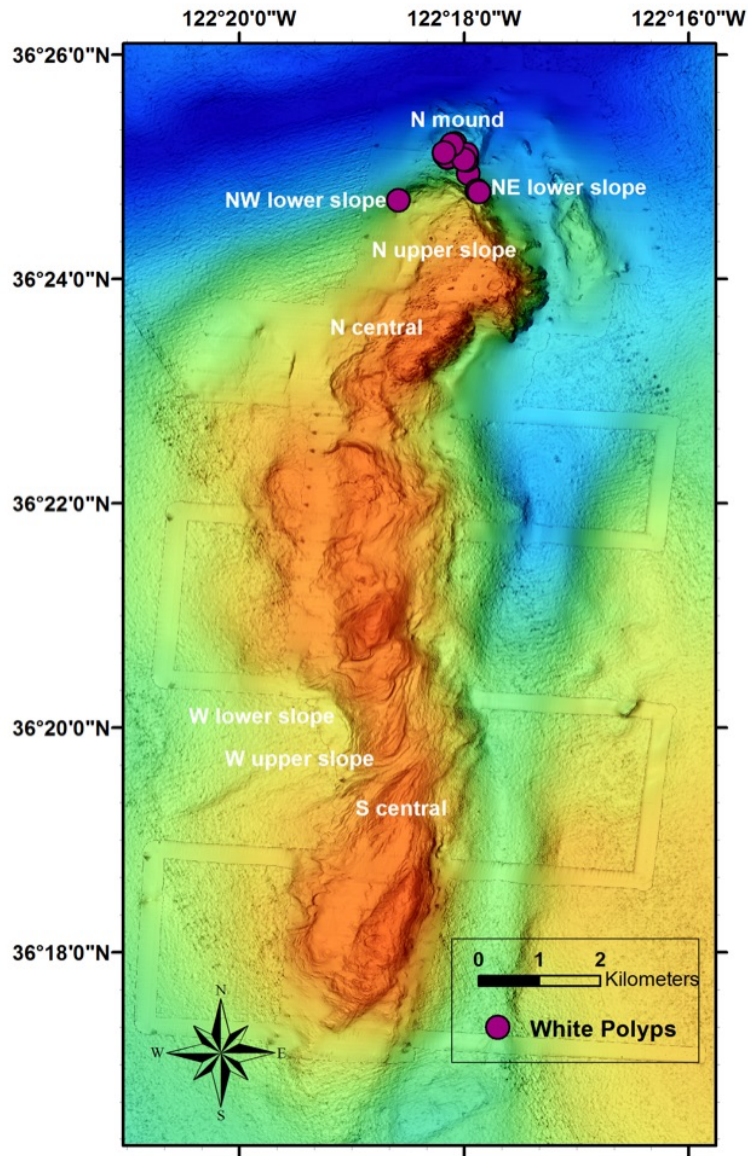 122°20'0"W 122°18'0"W 122°16'0"W
36°26'0"N
N mound
NE lower slope
NW lower slope
N upper slope
36°24'0"N
N central
36°22'0"N
36°20'0"N
W lower slope
W upper slope
S central
36°18'0"N
0 1 2
Kilometers
White Polyps
N
W E
S